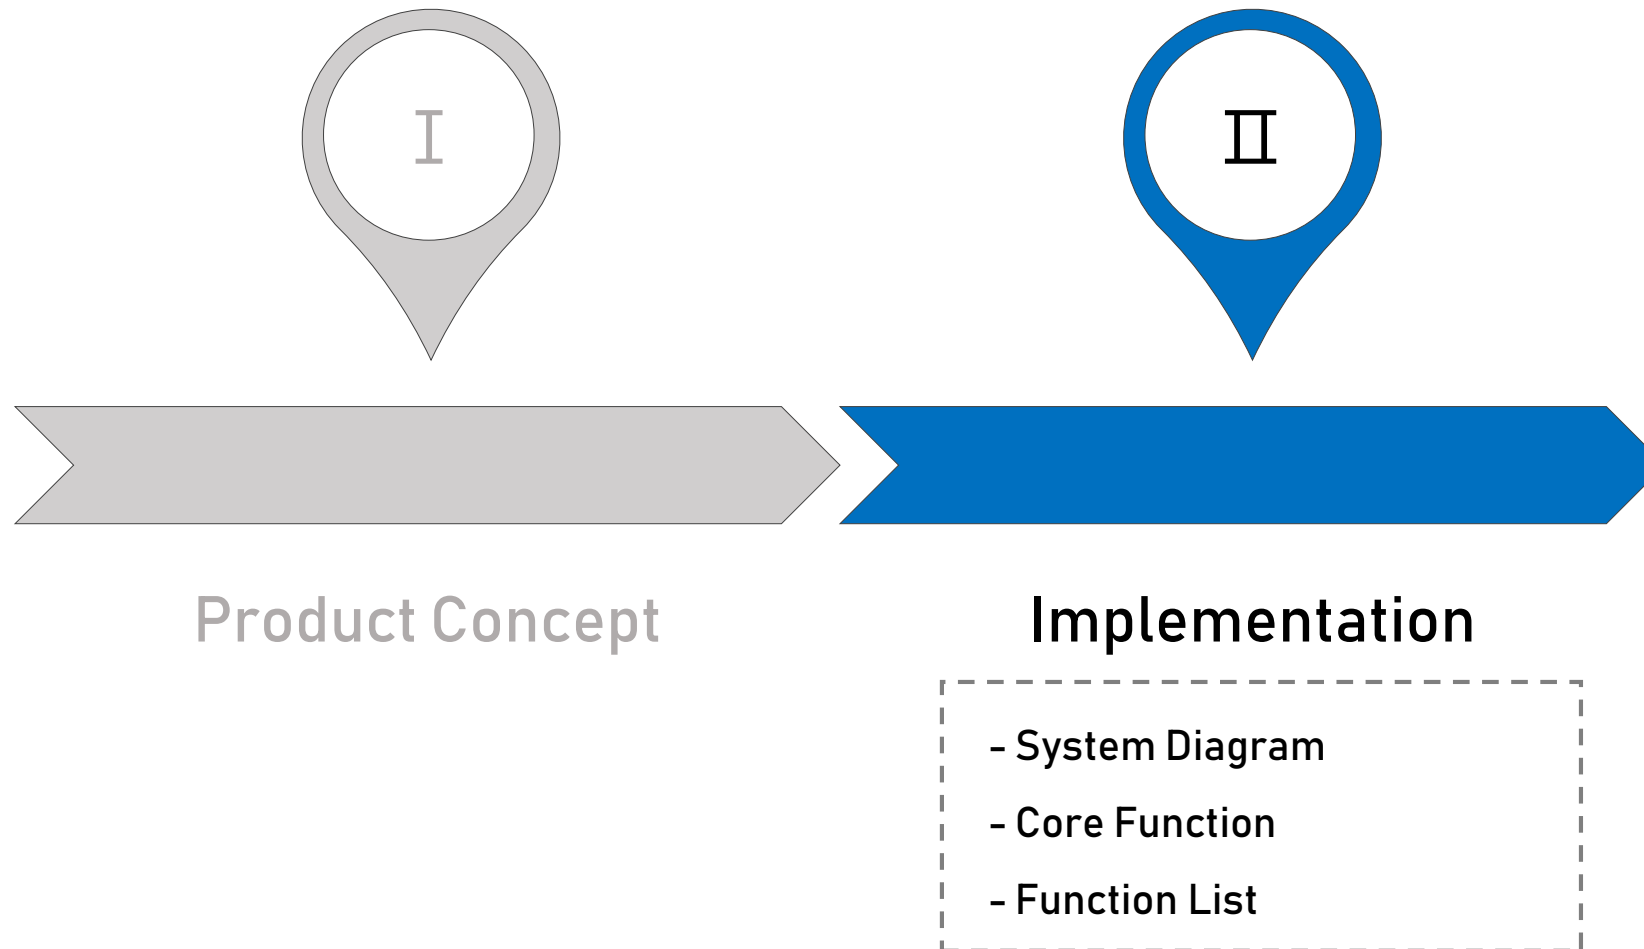 Ⅰ
Ⅱ
Product Concept
Implementation
- System Diagram
- Core Function
- Function List